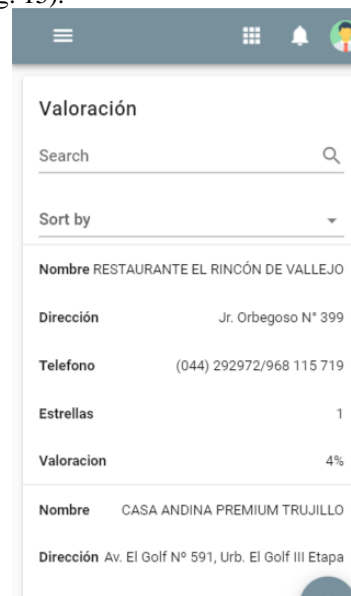 Valoración
Search
Sort by
Nombre RESTAURANTE EL RINCÓN DE VALLEJO
Dirección Jr. Orbegoso N° 399
Telefono (044) 292972/968 115 719
Estrellas 1
Valoracion 4%
Nombre CASA ANDINA PREMIUM TRUJILLO
Dirección Av. El Golf Nº 591, Urb. El Golf III Etapa